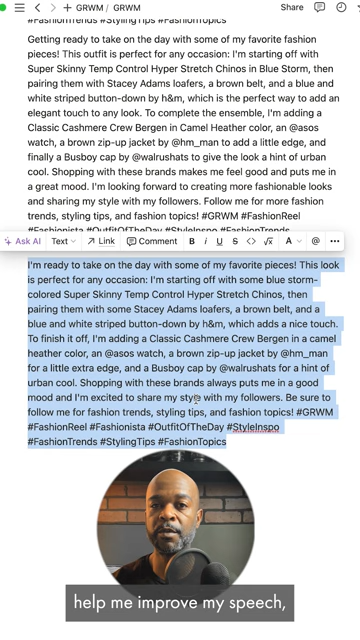 GRWM / GRWM Share
#FashionTrends #StylingTips #FashionTopics
Getting ready to take on the day with some of my favorite fashion
pieces! This outfit is perfect for any occasion: I'm starting off with
Super Skinny Temp Control Hyper Stretch Chinos in Blue Storm, then
pairing them with Stacey Adams loafers, a brown belt, and a blue and
white striped button-down by h&m, which is the perfect way to add an
elegant touch to any look. To complete the ensemble, I'm adding a
Classic Cashmere Crew Bergen in Camel Heather color, an @asos
watch, a brown zip-up jacket by @hm_man to add a little edge, and
finally a Busboy cap by @walrushats to give the look a hint of urban
cool. Shopping with these brands makes me feel good and puts me in
a great mood. I'm looking forward to creating more fashionable looks
and sharing my style with my followers. Be sure to follow me for more fashion
trends, styling tips, and fashion topics! #GRWM #FashionReel
#Fashionista #OutfitOfTheDay #StyleInspo #FashionTrends
Ask AI Text Link Comment B i U S <> √x A @ •••
I'm ready to take on the day with some of my favorite pieces! This look
is perfect for any occasion: I'm starting off with some blue storm-
colored Super Skinny Temp Control Hyper Stretch Chinos, then
pairing them with some Stacey Adams loafers, a brown belt, and a
blue and white striped button-down by h&m, which adds a nice touch.
To finish it off, I'm adding a Classic Cashmere Crew Bergen in a camel
heather color, an @asos watch, a brown zip-up jacket by @hm_man
for a little extra edge, and a Busboy cap by @walrushats for a hint of
urban cool. Shopping with these brands always puts me in a good
mood and I'm excited to share my style with my followers. Be sure to
follow me for fashion trends, styling tips, and fashion topics! #GRWM
#FashionReel #Fashionista #OutfitOfTheDay #StyleInspo
#FashionTrends #StylingTips #FashionTopics
help me improve my speech,